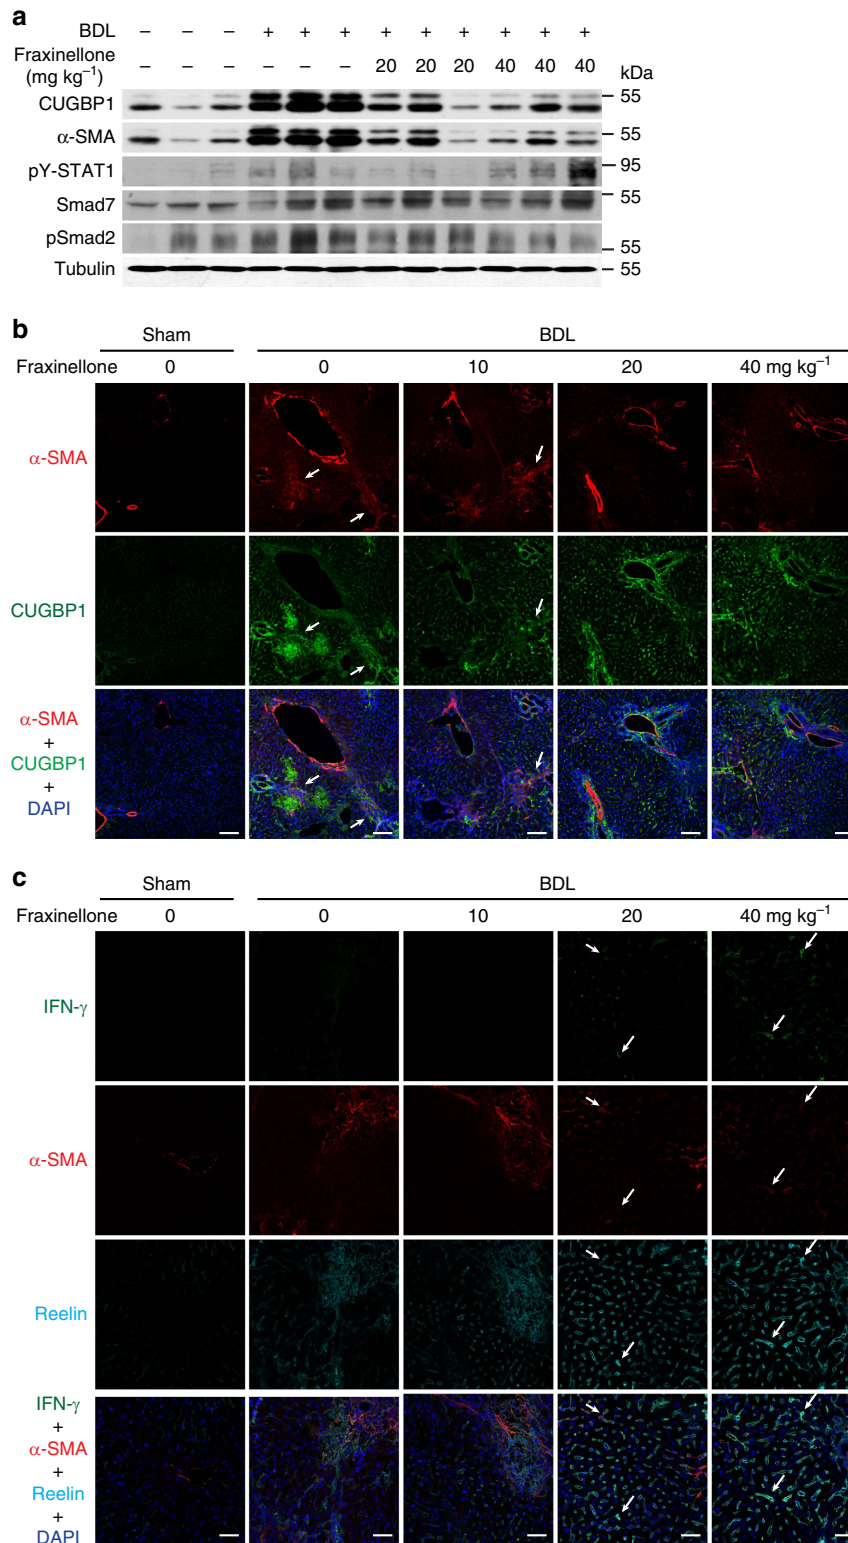 a
BDL – – – + + + + + + + + +
Fraxinellone
(mg kg–1) – – – – – – 20 20 20 40 40 40 kDa
CUGBP1 55
α-SMA 55
pY-STAT1 95
Smad7 55
pSmad2 55
Tubulin 55
b
Sham BDL
Fraxinellone 0 0 10 20 40 mg kg–1
α-SMA
CUGBP1
α-SMA
+
CUGBP1
+
DAPI
c
Sham BDL
Fraxinellone 0 0 10 20 40 mg kg–1
IFN-γ
α-SMA
Reelin
IFN-γ
+
α-SMA
+
Reelin
+
DAPI